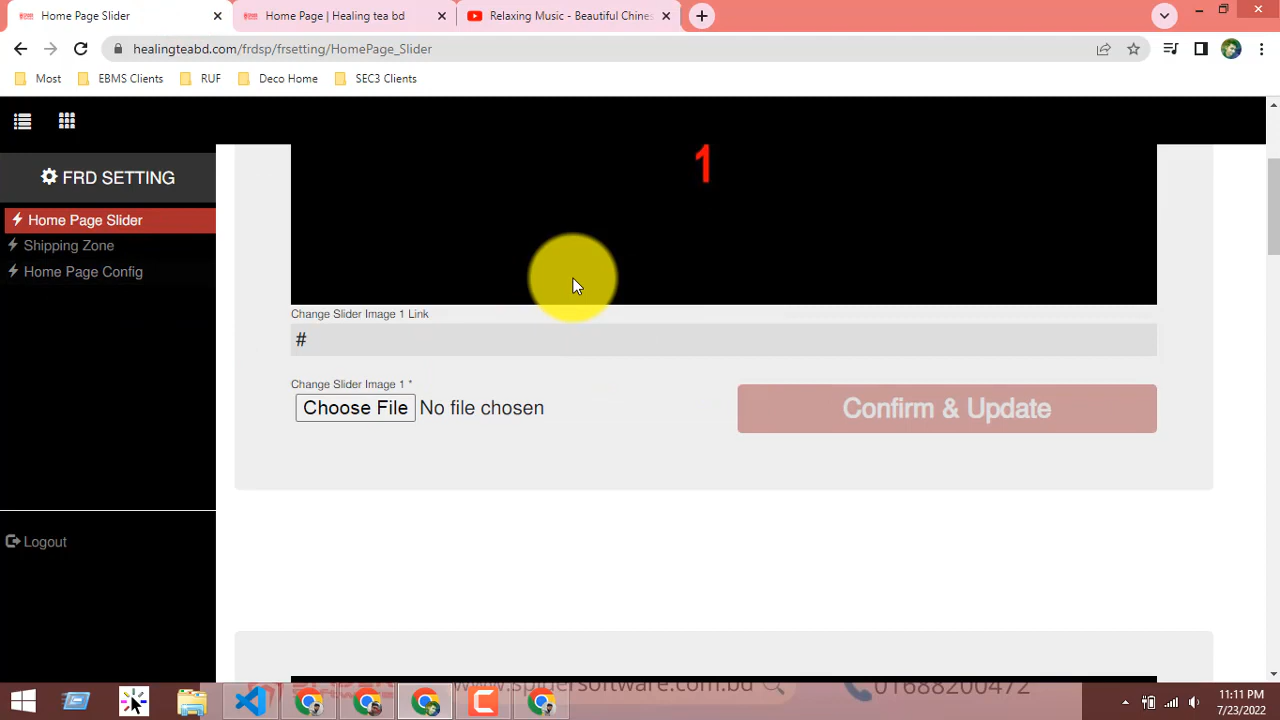 Home Page Slider
Home Page | Healing tea bd
Relaxing Music - Beautiful Chines
healingteabd.com/frdsp/frsetting/HomePage_Slider
Most
EBMS Clients
RUF
Deco Home
SEC3 Clients
FRD SETTING
Home Page Slider
Shipping Zone
Home Page Config
Logout
1
Change Slider Image 1 Link
#
Change Slider Image 1 *
Choose File No file chosen
Confirm & Update
www.spidersoftware.com.bd
01688200472
11:11 PM
7/23/2022